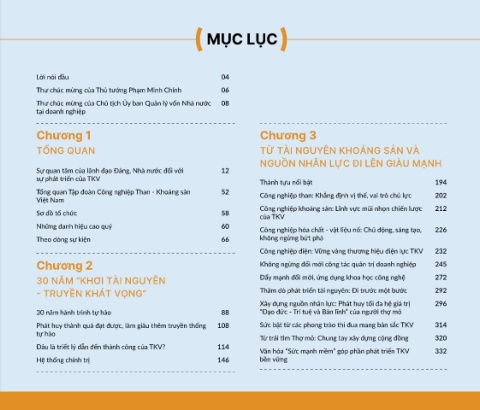 MỤC LỤC
Lời nói đầu 04
Thư chúc mừng của Thủ tướng Phạm Minh Chính 06
Thư chúc mừng của Chủ tịch Ủy ban Quản lý vốn Nhà nước 08
tại doanh nghiệp
Chương 1
TỔNG QUAN
Sự quan tâm của lãnh đạo Đảng, Nhà nước đối với 12
sự phát triển của TKV
Tổng quan Tập đoàn Công nghiệp Than - Khoáng sản 52
Việt Nam
Sơ đồ tổ chức 58
Những danh hiệu cao quý 60
Theo dòng sự kiện 66
Chương 2
30 NĂM "KHƠI TÀI NGUYÊN
- TRUYỀN KHÁT VỌNG"
30 năm hành trình tự hào 88
Phát huy thành quả đạt được, làm giàu thêm truyền thống 108
tự hào
Đâu là triết lý dẫn đến thành công của TKV? 114
Hệ thống chính trị 146
Chương 3
TỪ TÀI NGUYÊN KHOÁNG SẢN VÀ
NGUỒN NHÂN LỰC ĐI LÊN GIÀU MẠNH
Thành tựu nổi bật 194
Công nghiệp than: Khẳng định vị thế, vai trò chủ lực 202
Công nghiệp khoáng sản: Lĩnh vực mũi nhọn chiến lược 212
của TKV
Công nghiệp hóa chất - vật liệu nổ: Chủ động, sáng tạo, 226
không ngừng bứt phá
Công nghiệp điện: Vững vàng thương hiệu điện lực TKV 232
Không ngừng đổi mới công tác quản trị doanh nghiệp 245
Đẩy mạnh đổi mới, ứng dụng khoa học công nghệ 272
Thăm dò phát triển tài nguyên: Đi trước một bước 292
Xây dựng nguồn nhân lực: Phát huy tối đa hệ giá trị 296
"Đạo đức - Trí tuệ và Bản lĩnh" của người thợ mỏ
Sức bật từ các phong trào thi đua mang bản sắc TKV 314
Từ trái tim Thợ mỏ: Chung tay xây dựng cộng đồng 320
Văn hóa "Sức mạnh mềm" góp phần phát triển TKV 332
bền vững